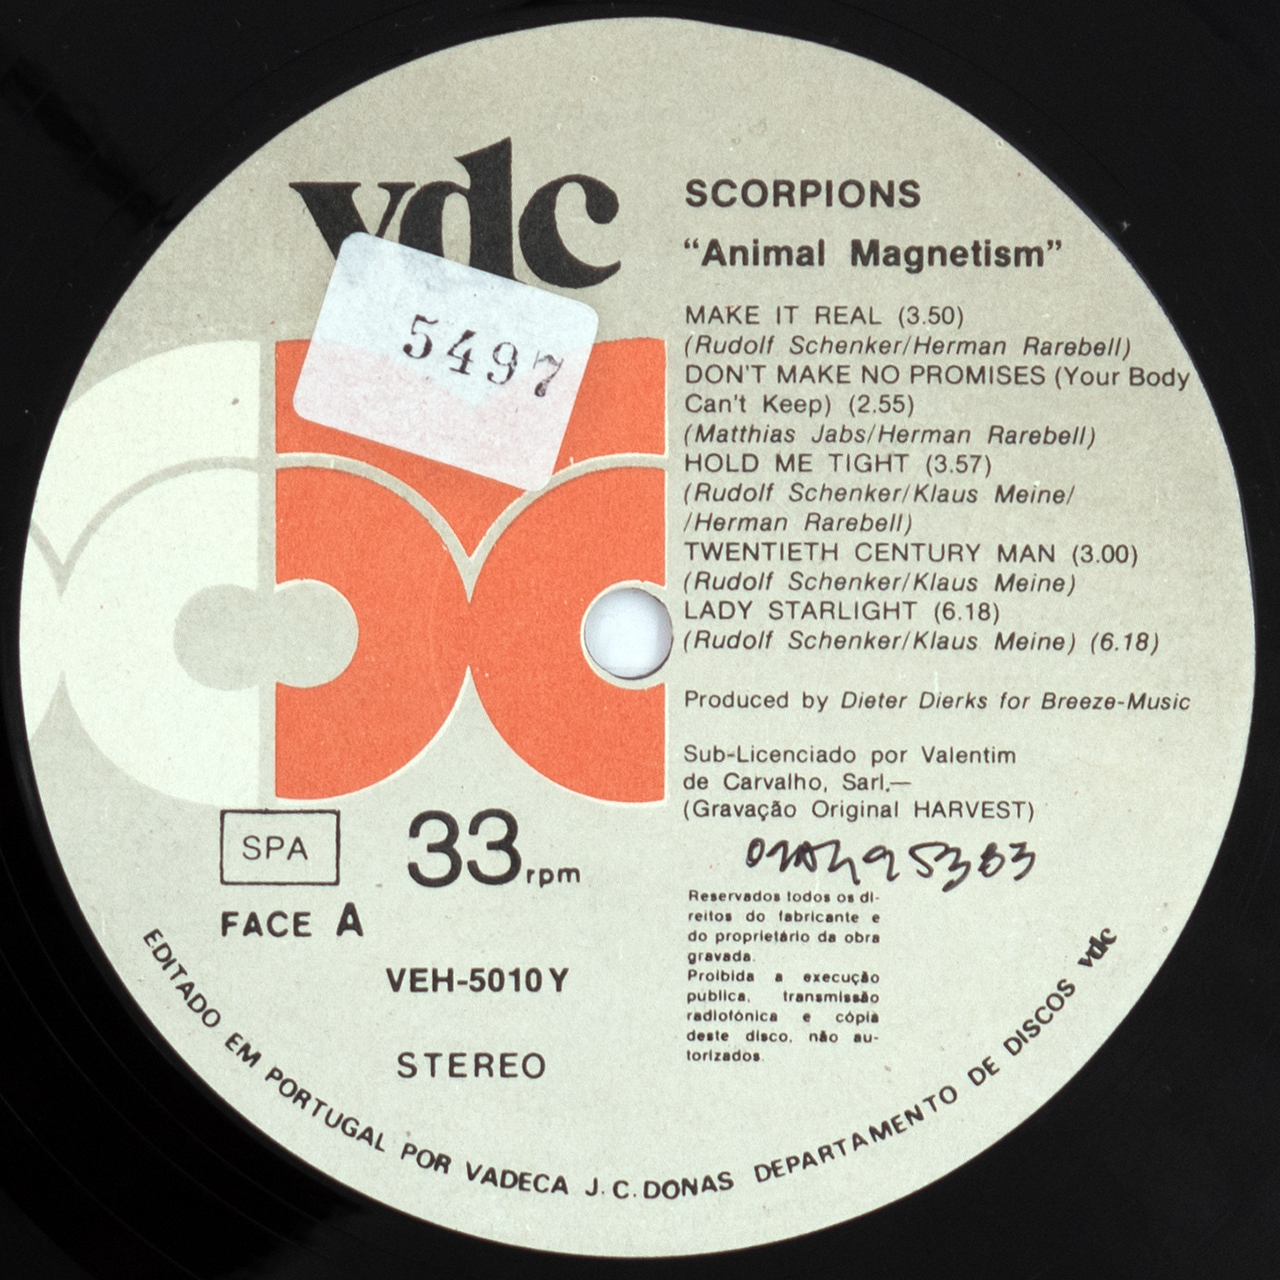 vdc
5497
SCORPIONS
“Animal Magnetism”
MAKE IT REAL (3.50)
(Rudolf Schenker/Herman Rarebell)
DON'T MAKE NO PROMISES (Your Body
Can't Keep) (2.55)
(Matthias Jabs/Herman Rarebell)
HOLD ME TIGHT (3.57)
(Rudolf Schenker/Klaus Meine/
/Herman Rarebell)
TWENTIETH CENTURY MAN (3.00)
(Rudolf Schenker/Klaus Meine)
LADY STARLIGHT (6.18)
(Rudolf Schenker/Klaus Meine) (6.18)
Produced by Dieter Dierks for Breeze-Music
Sub-Licenciado por Valentim
de Carvalho, Sarl.—
(Gravação Original HARVEST)
Reservados todos os di-
reitos do fabricante e
do proprietário da obra
gravada.
Proibida a execução
pública, transmissão
radiofónica e cópia
deste disco, não au-
torizados.
SPA
33 rpm
FACE A
VEH-5010Y
STEREO
EDITADO EM PORTUGAL POR VADECA J.C. DONAS DEPARTAMENTO DE DISCOS vdc